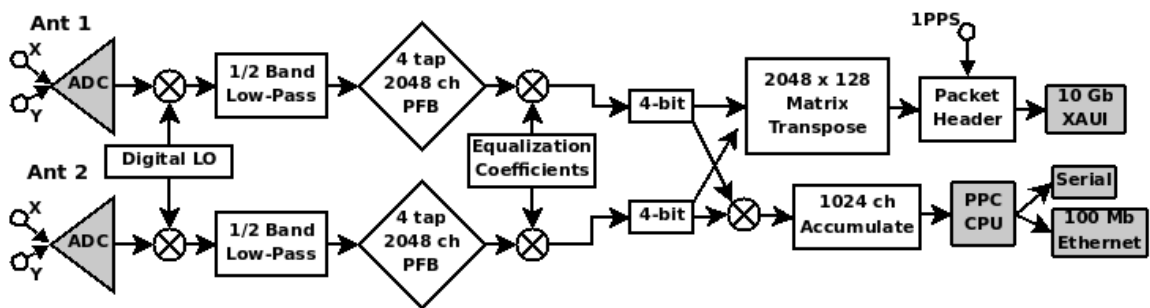 Ant 1
X
Y
ADC
1/2 Band
Low-Pass
4 tap
2048 ch
PFB
4-bit
2048 x 128
Matrix
Transpose
1PPS
Packet
Header
10 Gb
XAUI
Digital LO
Equalization
Coefficients
Ant 2
X
Y
ADC
1/2 Band
Low-Pass
4 tap
2048 ch
PFB
4-bit
1024 ch
Accumulate
PPC
CPU
Serial
100 Mb
Ethernet